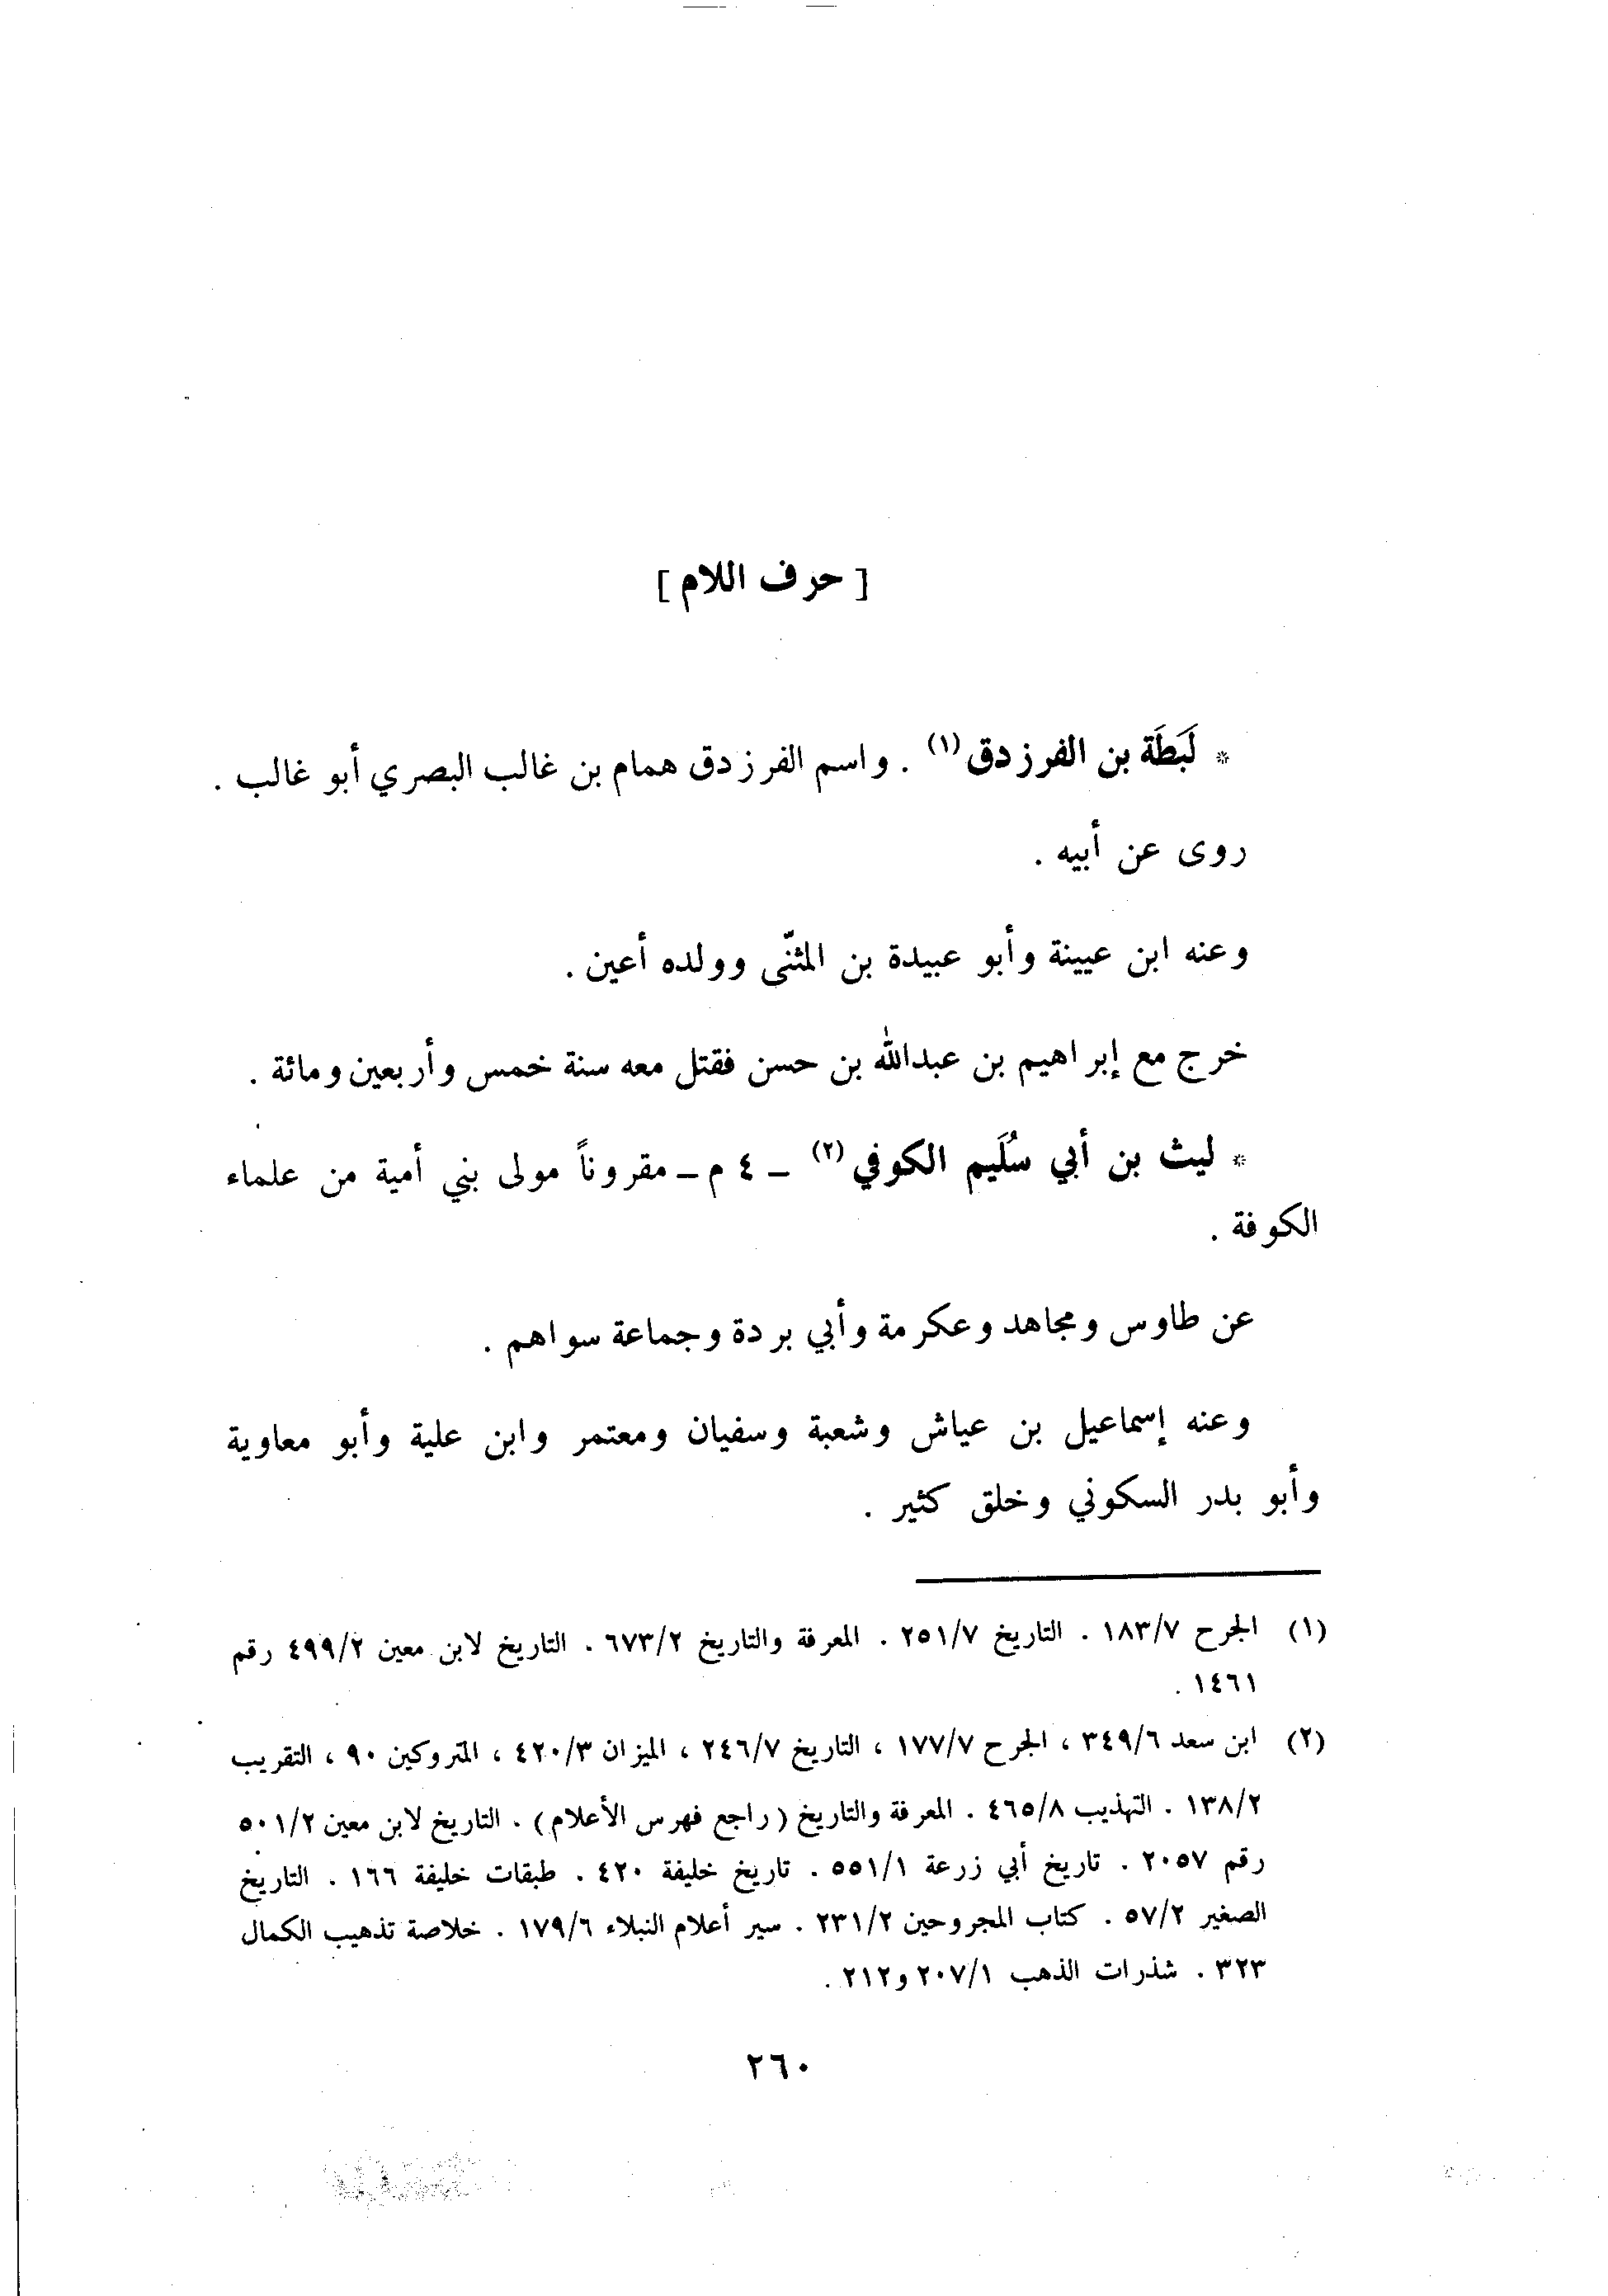 [ حرف اللام ]
* لَبَطَة بن الفرزدق (١) . واسم الفرزدق همام بن غالب البصري أبو غالب .
روى عن أبيه .
وعنه ابن عيينة وأبو عبيدة بن المثنّى وولده أعين .
خرج مع إبراهيم بن عبدالله بن حسن فقتل معه سنة خمس وأربعين ومائة .
* ليث بن أبي سُلَيم الكوفي (٢) ـ ٤ م ـ مقروناً مولى بني أمية من علماء
الكوفة .
عن طاوس ومجاهد وعكرمة وأبي بردة وجماعة سواهم .
وعنه إسماعيل بن عياش وشعبة وسفيان ومعتمر وابن علية وأبو معاوية
وأبو بدر السكوني وخلق كثير .
(١) الجرح ١٨٣/٧ . التاريخ ٢٥١/٧ . المعرفة والتاريخ ٦٧٣/٢ . التاريخ لابن معين ٤٩٩/٢ رقم
١٤٦١ .
(٢) ابن سعد ٣٤٩/٦ ، الجرح ١٧٧/٧ ، التاريخ ٢٤٦/٧ ، الميزان ٤٢٠/٣ ، المتروكين ٩٠ ، التقريب
١٣٨/٢ . التهذيب ٤٦٥/٨ . المعرفة والتاريخ ( راجع فهرس الأعلام ) . التاريخ لابن معين ٥٠١/٢
رقم ٢٠٥٧ . تاريخ أبي زرعة ٥٥١/١ . تاريخ خليفة ٤٢٠ . طبقات خليفة ١٦٦ . التاريخ
الصغير ٥٧/٢ . كتاب المجروحين ٢٣١/٢ . سير أعلام النبلاء ١٧٩/٦ . خلاصة تذهيب الكمال
٣٢٣ . شذرات الذهب ٢٠٧/١ و٢١٢ .
٢٦٠